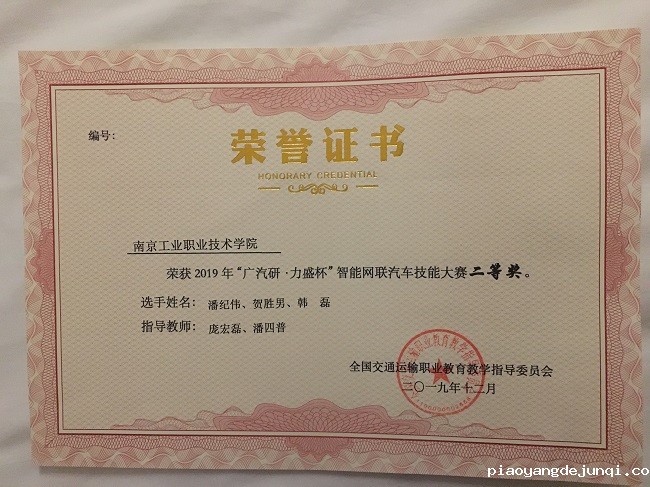 编号：
荣誉证书
HONORARY CREDENTIAL
南京工业职业技术学院
荣获 2019 年“广汽研·力盛杯”智能网联汽车技能大赛二等奖。
选手姓名： 潘纪伟、贺胜男、韩 磊
指导教师： 庞宏磊、潘四普
全国交通运输职业教育教学指导委员会
二〇一九年十二月
piaoyangdejunqi.co